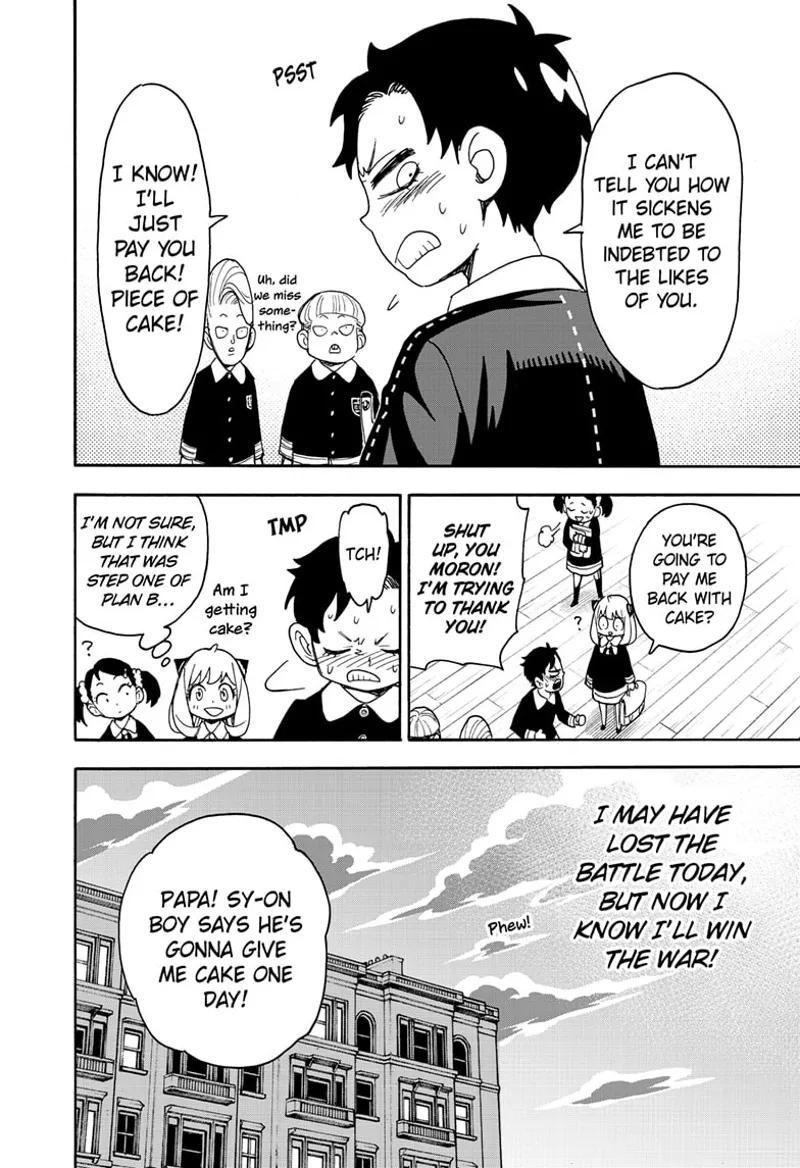 PSST
I CAN'T
TELL YOU HOW
IT SICKENS
ME TO BE
INDEBTED TO
THE LIKES
OF YOU.
I KNOW!
I'LL
JUST
PAY YOU
BACK!
PIECE OF
CAKE!
Uh, did
we miss
some-
thing?
YOU'RE
GOING TO
PAY ME
BACK WITH
CAKE?
?
SHUT
UP, YOU
MORON!
I'M TRYING
TO THANK
YOU!
TCH!
TMP
Am I
getting
cake?
I'M NOT SURE,
BUT I THINK
THAT WAS
STEP ONE OF
PLAN B...
?
I MAY HAVE
LOST THE
BATTLE TODAY,
BUT NOW I
KNOW I'LL WIN
THE WAR!
Phew!
PAPA! SY-ON
BOY SAYS HE'S
GONNA GIVE
ME CAKE ONE
DAY!